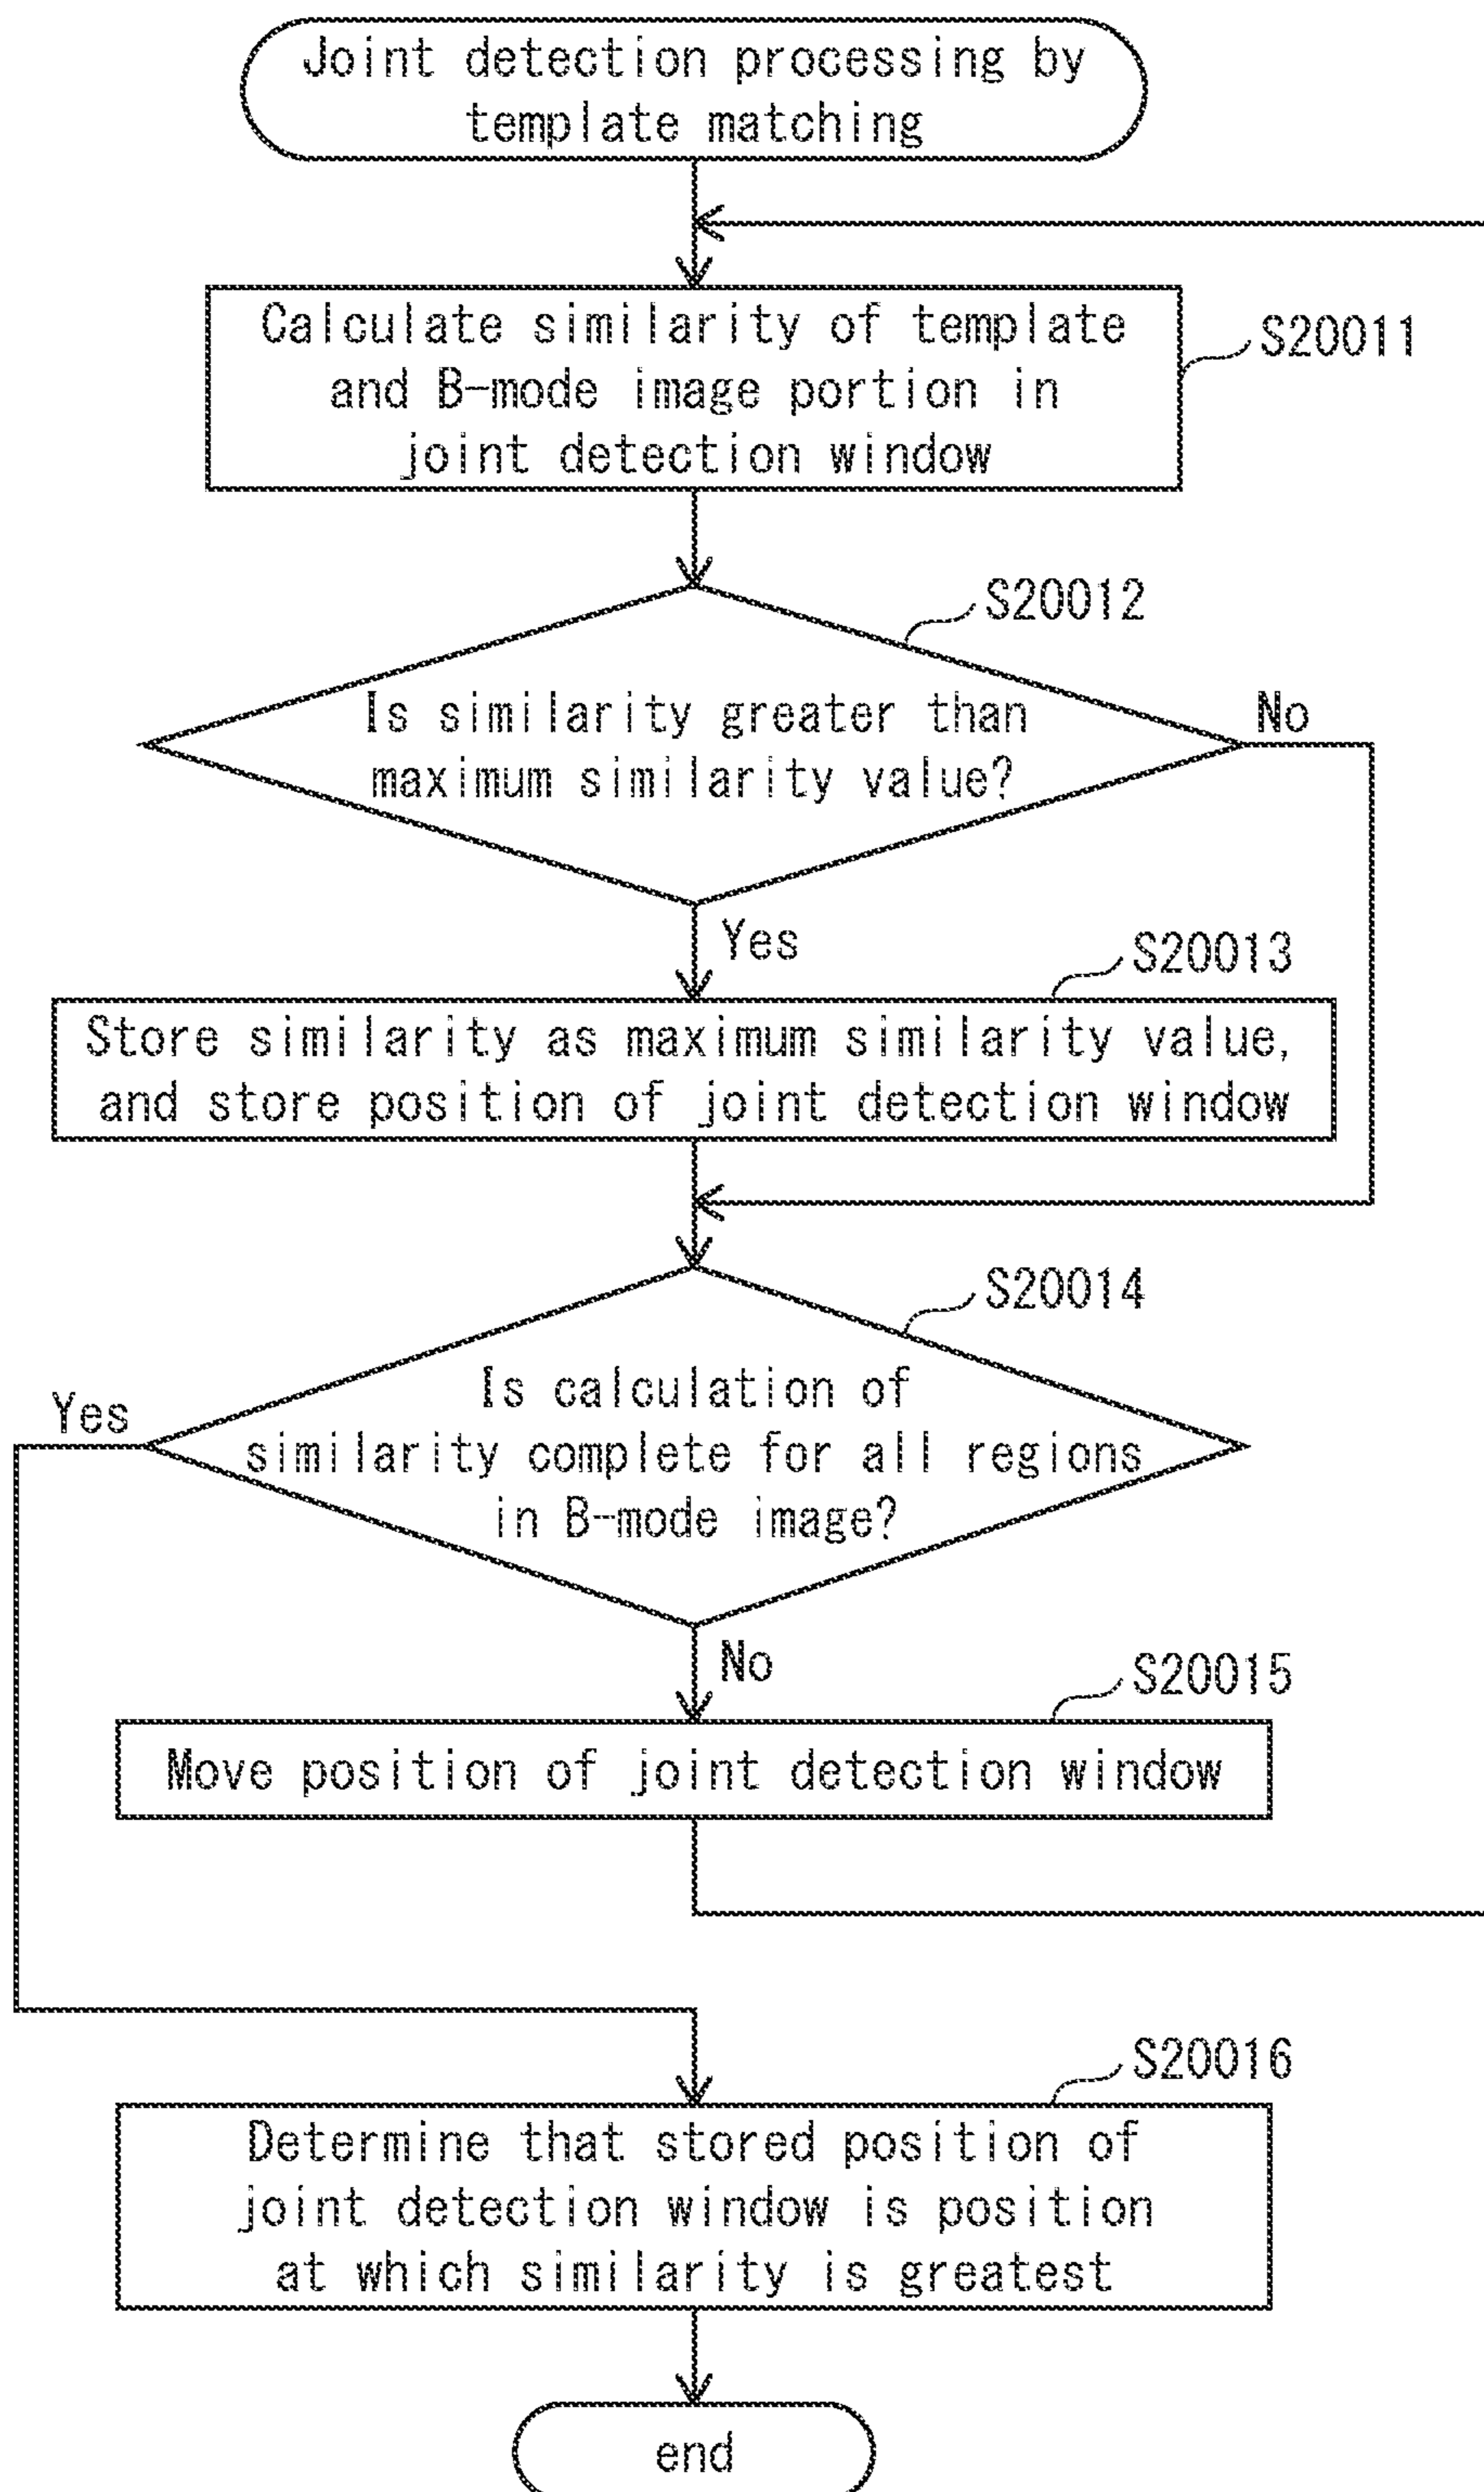 Joint detection processing by
template matching
Calculate similarity of template
and B-mode image portion in
joint detection window
S20011
S20012
Is similarity greater than
maximum similarity value?
No
Yes
S20013
Store similarity as maximum similarity value,
and store position of joint detection window
S20014
Is calculation of
similarity complete for all regions
in B-mode image?
Yes
No
S20015
Move position of joint detection window
S20016
Determine that stored position of
joint detection window is position
at which similarity is greatest
end